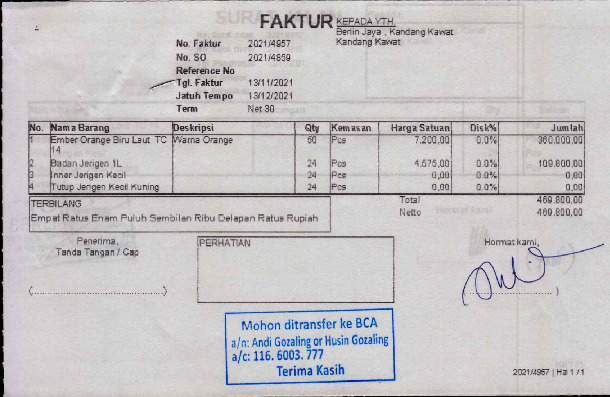 FAKTUR
KEPADA YTH.
Benin Jaya , Kandang Kawat
Kandang Kawat
No. Faktur 2021/4957
No. SO 2021/4859
Reference No
Tgl. Faktur 13/11/2021
Jatuh Tempo 13/12/2021
Term Net 30
No. Nama Barang Deskripsi Qty Kemasan Harga Satuan Disk% Jumlah
1 Ember Orange Biru Laut TC Warna Orange 50 Pcs 7.200,00 0.0% 360.000,00
14
2 Badan Jerigen 1L 24 Pcs 4.575,00 0.0% 109.800,00
3 Inner Jerigen Kecil 24 Pcs 0,00 0.0% 0,00
4 Tutup Jerigen Kecil Kuning 24 Pcs 0,00 0.0% 0,00
TERBILANG
Empat Ratus Enam Puluh Sembilan Ribu Delapan Ratus Rupiah
Total 469.800,00
Netto 469.800,00
Penerima,
Tanda Tangan / Cap
(..............................)
PERHATIAN
Hormat kami,
Mohon ditransfer ke BCA
a/n: Andi Gozaling or Husin Gozaling
a/c: 116. 6003. 777
Terima Kasih
2021/4957 | Hal 1 / 1